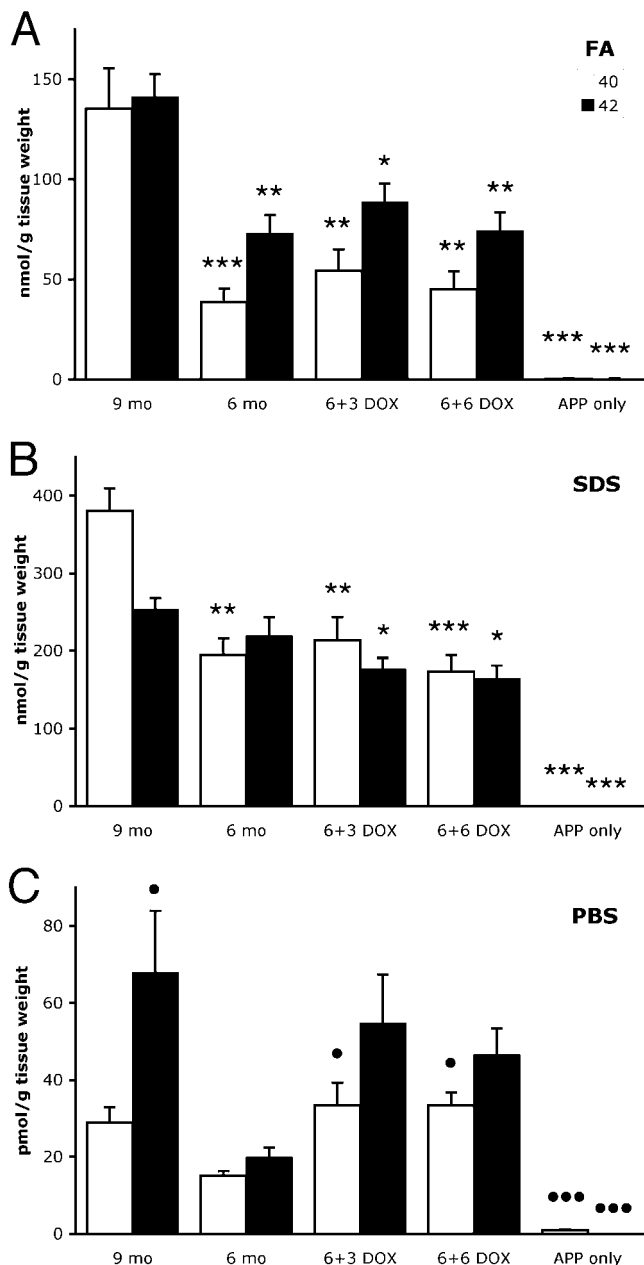 A
FA
40
42
nmol/g tissue weight
150
100
50
0
***
**
**
*
**
**
***
***
9 mo
6 mo
6+3 DOX
6+6 DOX
APP only
B
SDS
nmol/g tissue weight
400
300
200
100
0
**
**
*
***
*
***
***
9 mo
6 mo
6+3 DOX
6+6 DOX
APP only
C
PBS
pmol/g tissue weight
80
60
40
20
0
●
●
●
●●●
●●●
9 mo
6 mo
6+3 DOX
6+6 DOX
APP only